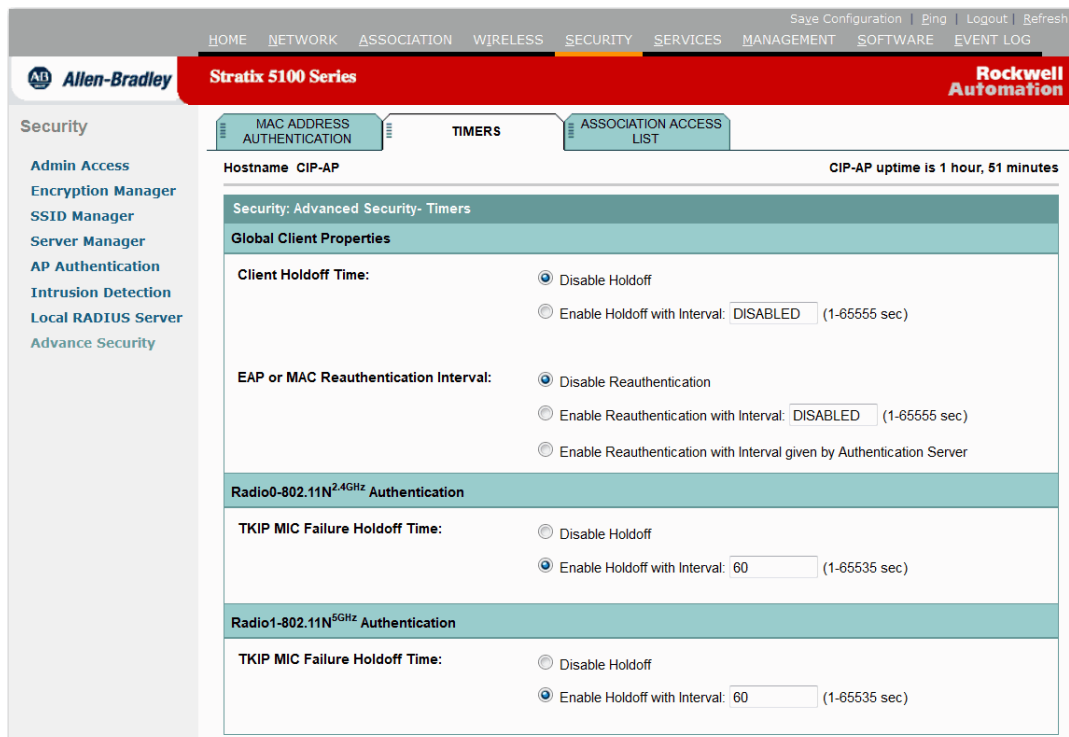 Save Configuration | Ping | Logout | Refresh
HOME NETWORK ASSOCIATION WIRELESS SECURITY SERVICES MANAGEMENT SOFTWARE EVENT LOG
AB Allen-Bradley
Stratix 5100 Series
Rockwell
Automation
Security
Admin Access
Encryption Manager
SSID Manager
Server Manager
AP Authentication
Intrusion Detection
Local RADIUS Server
Advance Security
MAC ADDRESS
AUTHENTICATION
TIMERS
ASSOCIATION ACCESS
LIST
Hostname CIP-AP
CIP-AP uptime is 1 hour, 51 minutes
Security: Advanced Security- Timers
Global Client Properties
Client Holdoff Time:
Disable Holdoff
Enable Holdoff with Interval: DISABLED (1-65555 sec)
EAP or MAC Reauthentication Interval:
Disable Reauthentication
Enable Reauthentication with Interval: DISABLED (1-65555 sec)
Enable Reauthentication with Interval given by Authentication Server
Radio0-802.11N2.4GHz Authentication
TKIP MIC Failure Holdoff Time:
Disable Holdoff
Enable Holdoff with Interval: 60 (1-65535 sec)
Radio1-802.11N5GHz Authentication
TKIP MIC Failure Holdoff Time:
Disable Holdoff
Enable Holdoff with Interval: 60 (1-65535 sec)